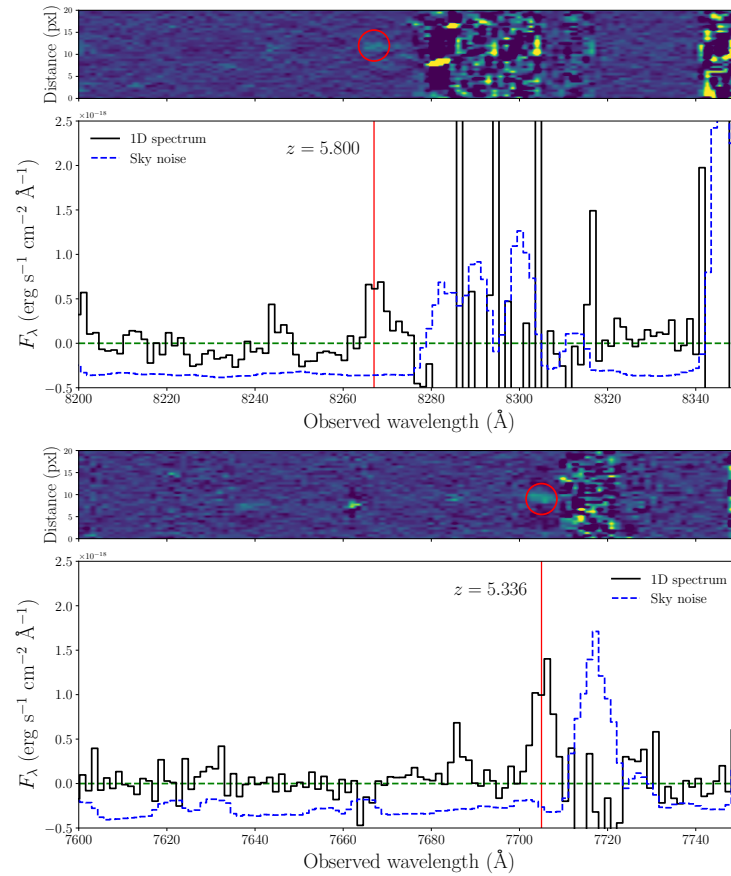 20
15
10
5
0
Distance (pxl)
×10⁻¹⁸
2.5
2.0
1.5
1.0
0.5
0.0
−0.5
F_λ (erg s⁻¹ cm⁻² Å⁻¹)
1D spectrum
Sky noise
z = 5.800
8200 8220 8240 8260 8280 8300 8320 8340
Observed wavelength (Å)
20
15
10
5
0
Distance (pxl)
×10⁻¹⁸
2.5
2.0
1.5
1.0
0.5
0.0
−0.5
F_λ (erg s⁻¹ cm⁻² Å⁻¹)
z = 5.336
1D spectrum
Sky noise
7600 7620 7640 7660 7680 7700 7720 7740
Observed wavelength (Å)